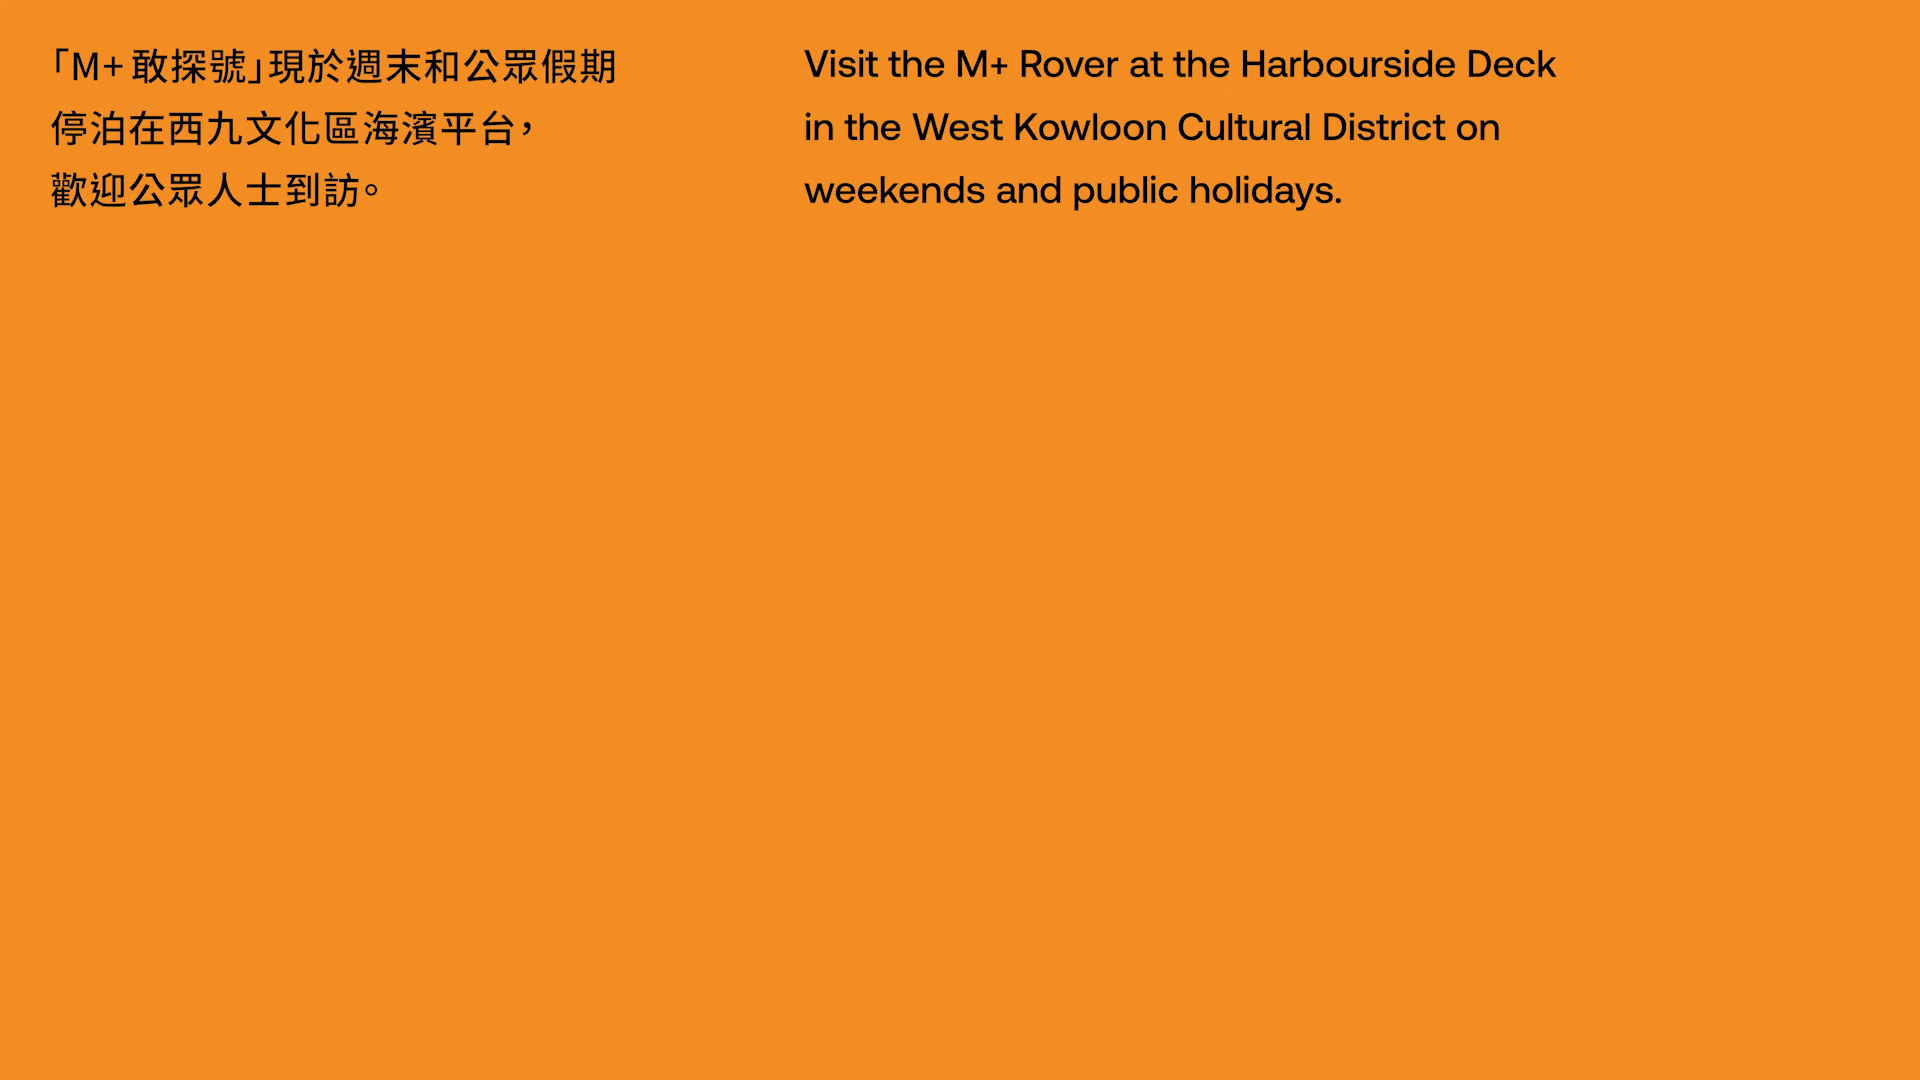 「M+ 敢探號」現於週末和公眾假期
停泊在西九文化區海濱平台，
歡迎公眾人士到訪。
Visit the M+ Rover at the Harbourside Deck
in the West Kowloon Cultural District on
weekends and public holidays.